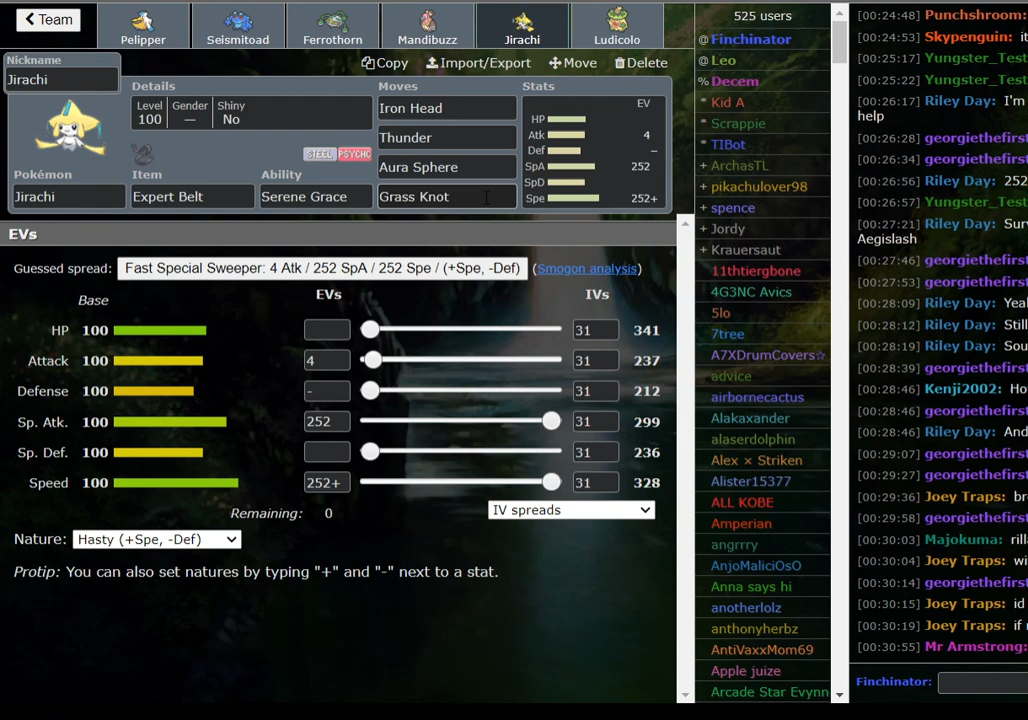 Team
Pelipper
Seismitoad
Ferrothorn
Mandibuzz
Jirachi
Ludicolo
Copy
Import/Export
Move
Delete
Nickname
Jirachi
Details
Level
100
Gender
—
Shiny
No
STEEL PSYCHC
Pokémon
Jirachi
Item
Expert Belt
Ability
Serene Grace
Moves
Iron Head
Thunder
Aura Sphere
Grass Knot
Stats
EV
HP
Atk 4
Def –
SpA 252
SpD
Spe 252+
EVs
Guessed spread: Fast Special Sweeper: 4 Atk / 252 SpA / 252 Spe / (+Spe, -Def) (Smogon analysis)
Base EVs IVs
HP 100 31 341
Attack 100 4 31 237
Defense 100 - 31 212
Sp. Atk. 100 252 31 299
Sp. Def. 100 31 236
Speed 100 252+ 31 328
Remaining: 0
IV spreads
Nature: Hasty (+Spe, -Def)
Protip: You can also set natures by typing "+" and "-" next to a stat.
525 users
@ Finchinator
@ Leo
% Decem
* Kid A
* Scrappie
* TIBot
+ ArchasTL
+ pikachulover98
+ spence
+ Jordy
+ Krauersaut
11thtiergbone
4G3NC Avics
5lo
7tree
A7XDrumCovers☆
advice
airbornecactus
Alakaxander
alaserdolphin
Alex × Striken
Alister15377
ALL KOBE
Amperian
angrrry
AnjoMaliciOsO
Anna says hi
anotherlolz
anthonyherbz
AntiVaxxMom69
Apple juize
Arcade Star Evynn
[00:24:48] Punchshroom:
[00:24:53] Skypenguin: it
[00:25:17] Yungster_Test
[00:25:22] Yungster_Test
[00:26:17] Riley Day: I'm
help
[00:26:28] georgiethefirst
[00:26:34] georgiethefirst
[00:26:56] Riley Day: 252
[00:26:57] Yungster_Test
[00:27:21] Riley Day: Surv
Aegislash
[00:27:46] georgiethefirst
[00:27:53] georgiethefirst
[00:28:09] Riley Day: Yeal
[00:28:12] Riley Day: Still
[00:28:19] Riley Day: Sou
[00:28:39] georgiethefirst
[00:28:46] Kenji2002: Ho
[00:28:46] georgiethefirst
[00:28:46] Riley Day: And
[00:29:07] georgiethefirst
[00:29:27] georgiethefirst
[00:29:36] Joey Traps: bro
[00:29:58] georgiethefirst
[00:30:03] Majokuma: rilla
[00:30:04] Joey Traps: wi
[00:30:14] georgiethefirst
[00:30:15] Joey Traps: id
[00:30:19] Joey Traps: if r
[00:30:55] Mr Armstrong:
Finchinator: